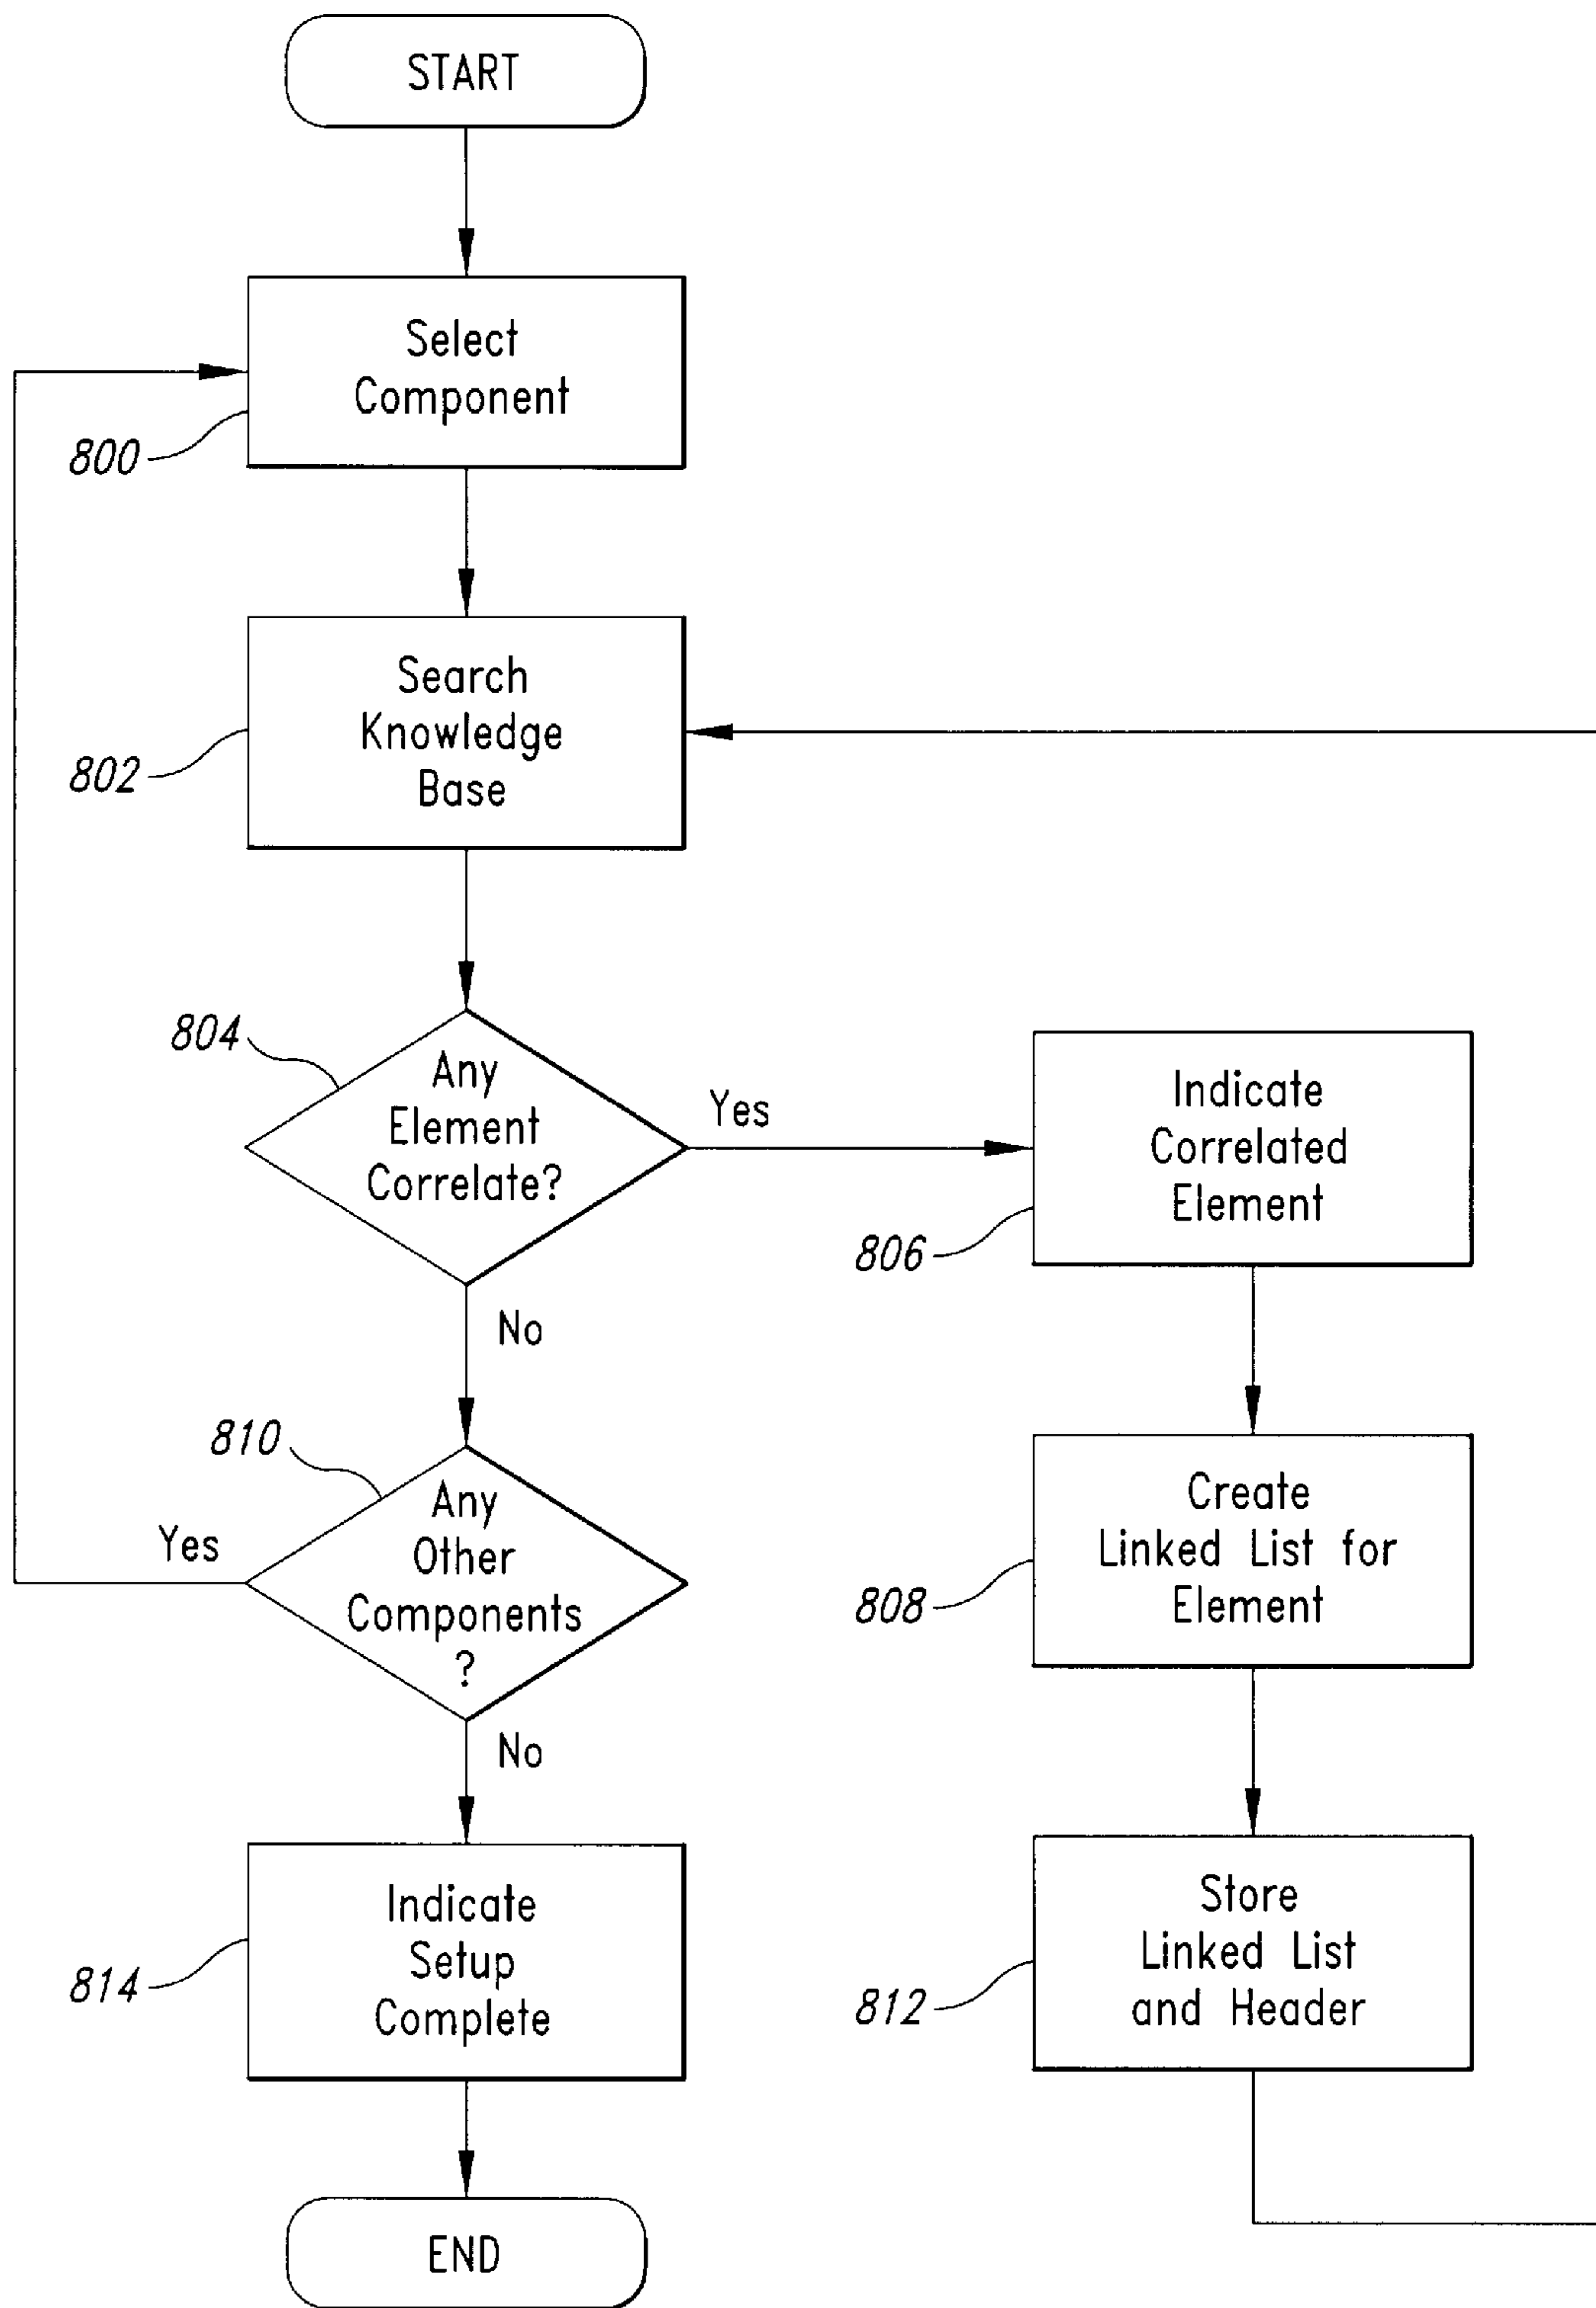 START
Select
Component
800
Search
Knowledge
Base
802
804
Any
Element
Correlate?
Yes
No
Indicate
Correlated
Element
806
810
Any
Other
Components
?
Yes
No
Create
Linked List for
Element
808
Indicate
Setup
Complete
814
Store
Linked List
and Header
812
END